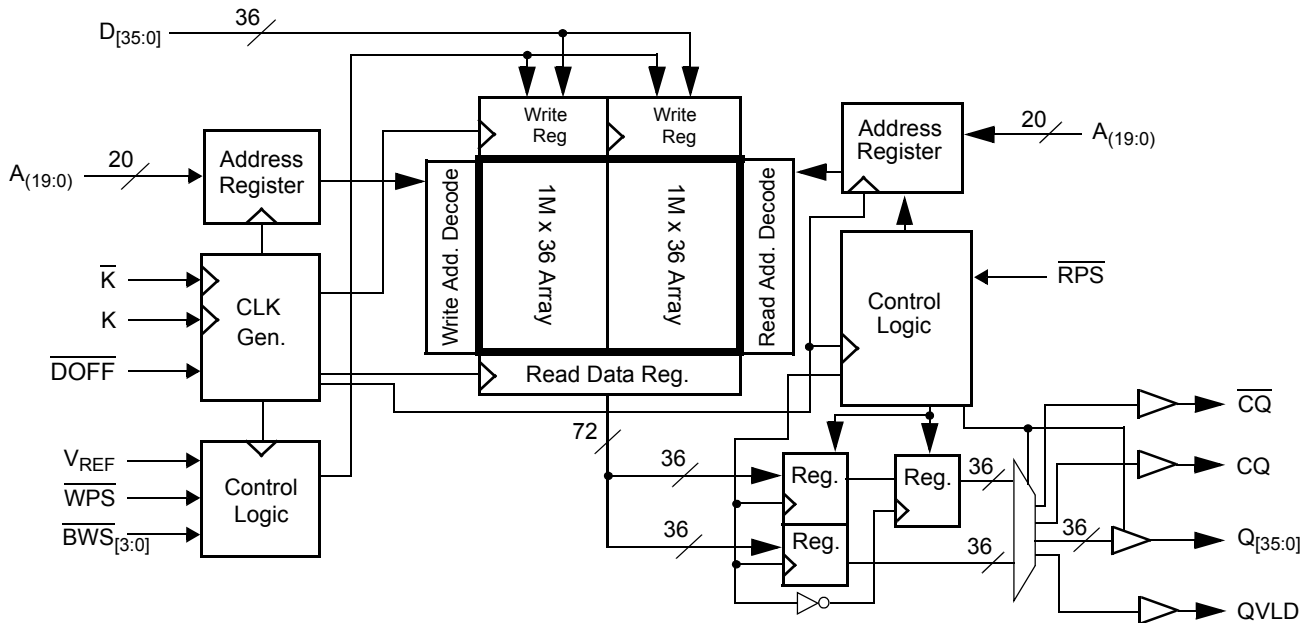 36
D[35:0]
Write
Reg
Write
Reg
Address
Register
20
A(19:0)
20
A(19:0)
Address
Register
Write Add. Decode
1M x 36 Array
1M x 36 Array
Read Add. Decode
K
K
DOFF
CLK
Gen.
Control
Logic
RPS
Read Data Reg.
72
VREF
WPS
BWS[3:0]
Control
Logic
36
Reg.
Reg.
36
36
Reg.
36
36
CQ
CQ
Q[35:0]
QVLD